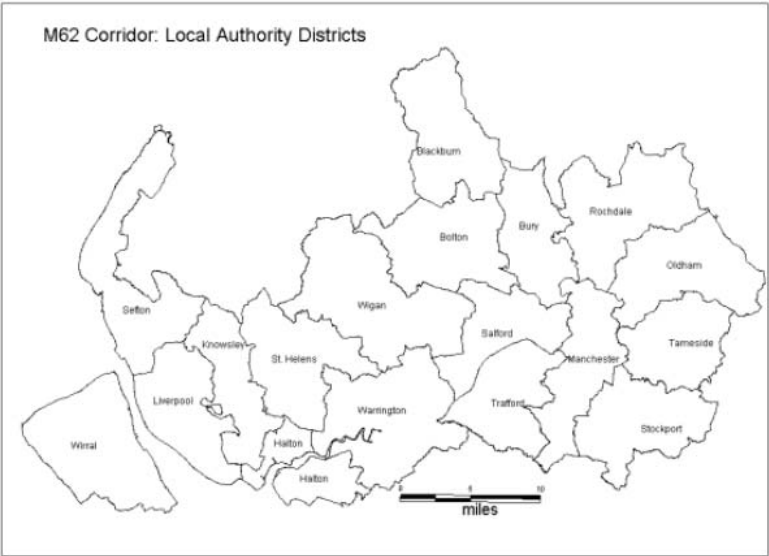 M62 Corridor: Local Authority Districts
Blackburn
Bolton
Bury
Rochdale
Oldham
Sefton
Wigan
Salford
Knowsley
St. Helens
Manchester
Tameside
Liverpool
Warrington
Trafford
Stockport
Wirral
Halton
Halton
0 5 10
miles